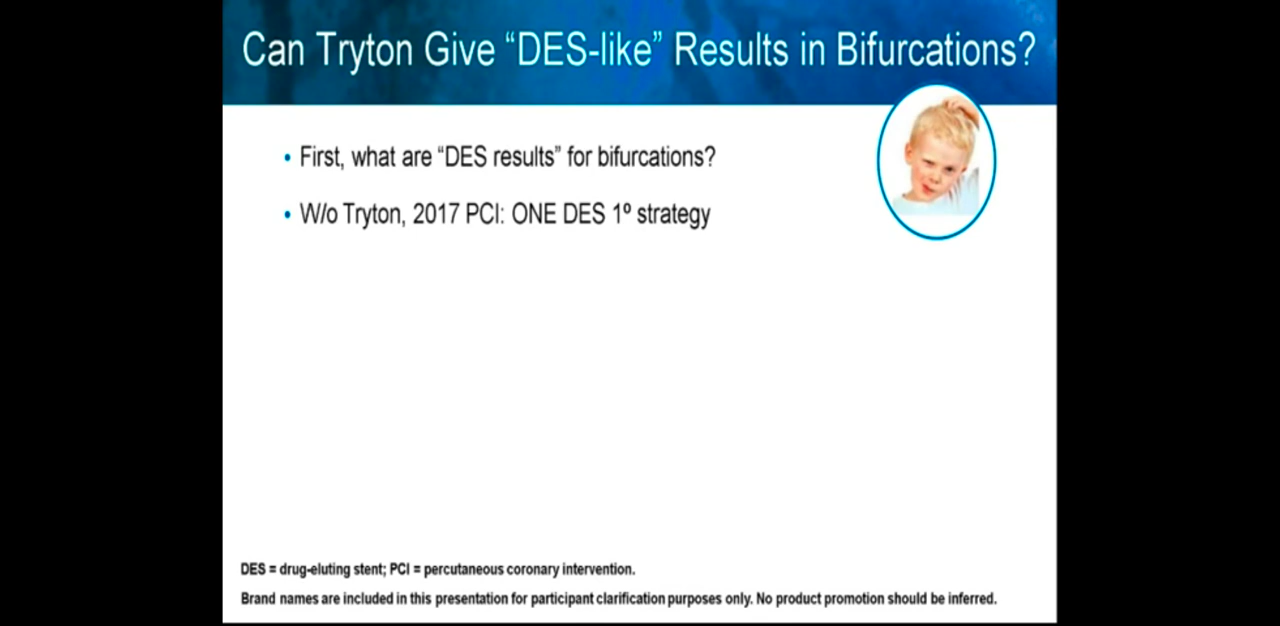 Can Tryton Give “DES-like” Results in Bifurcations?
• First, what are “DES results” for bifurcations?
• W/o Tryton, 2017 PCI: ONE DES 1º strategy
DES = drug-eluting stent; PCI = percutaneous coronary intervention.
Brand names are included in this presentation for participant clarification purposes only. No product promotion should be inferred.